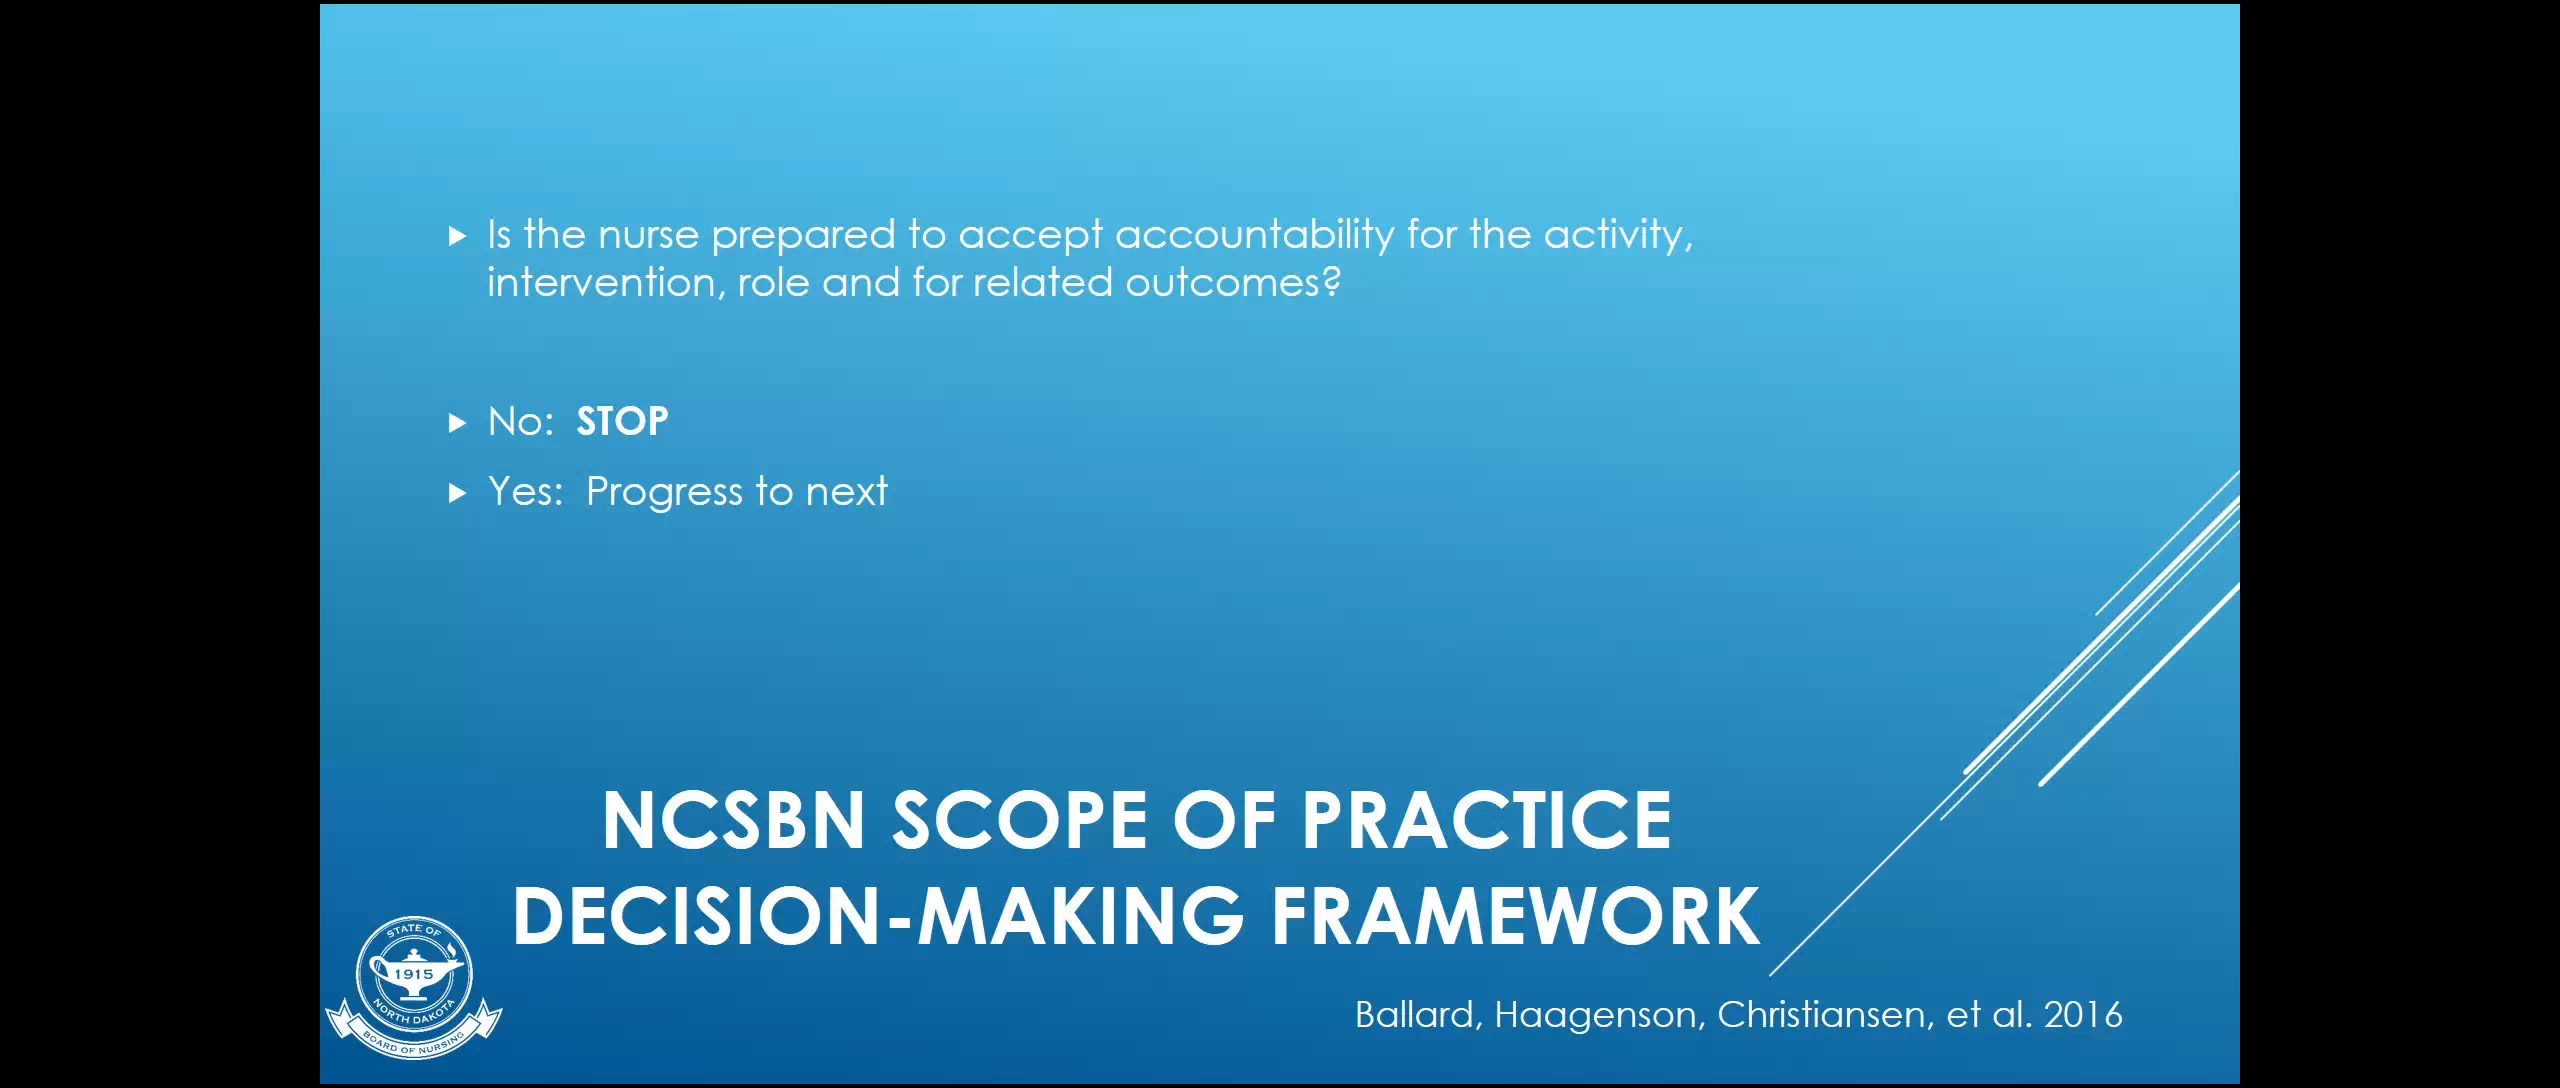 Is the nurse prepared to accept accountability for the activity,
intervention, role and for related outcomes?
No: STOP
Yes: Progress to next
NCSBN SCOPE OF PRACTICE
DECISION-MAKING FRAMEWORK
STATE OF
1915
NORTH DAKOTA
BOARD OF NURSING
Ballard, Haagenson, Christiansen, et al. 2016